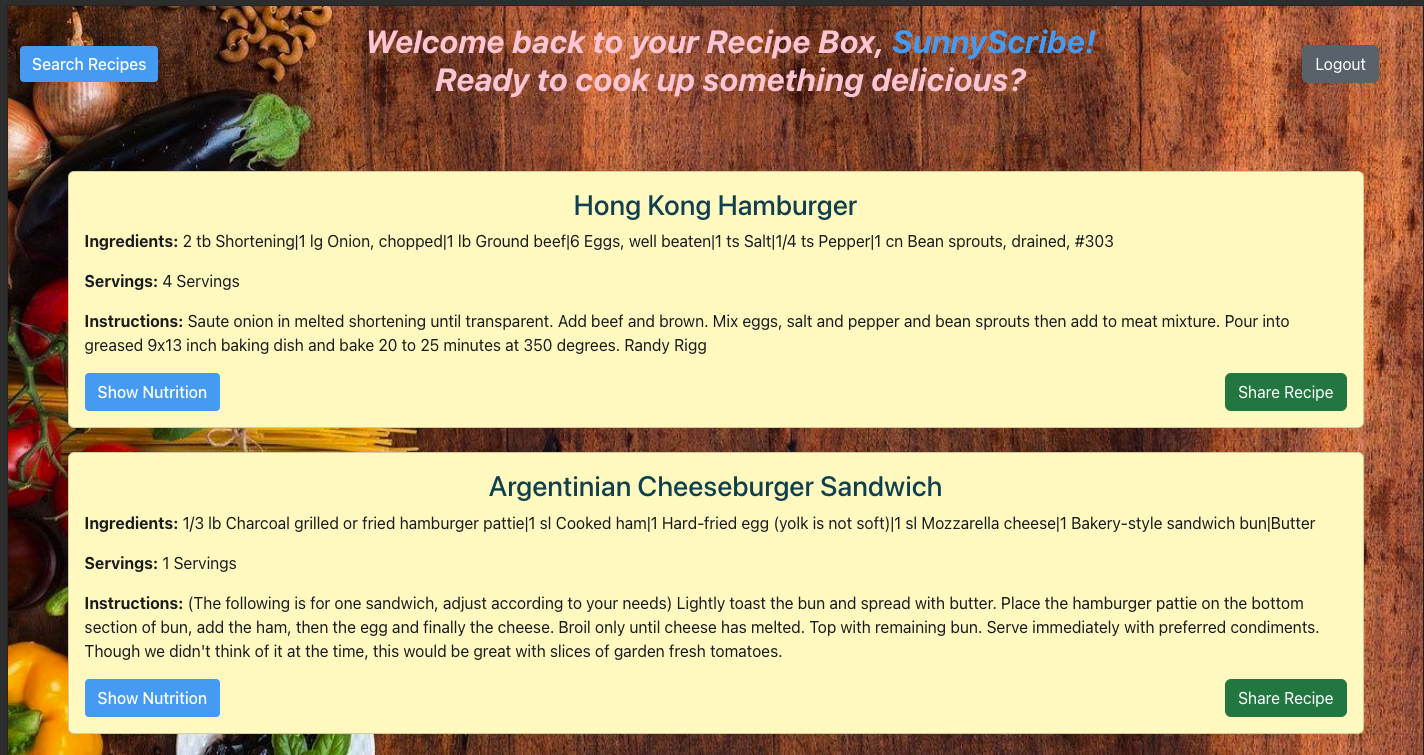 Search Recipes
Welcome back to your Recipe Box, SunnyScribe!
Ready to cook up something delicious?
Logout
Hong Kong Hamburger
Ingredients: 2 tb Shortening|1 lg Onion, chopped|1 lb Ground beef|6 Eggs, well beaten|1 ts Salt|1/4 ts Pepper|1 cn Bean sprouts, drained, #303
Servings: 4 Servings
Instructions: Saute onion in melted shortening until transparent. Add beef and brown. Mix eggs, salt and pepper and bean sprouts then add to meat mixture. Pour into
greased 9x13 inch baking dish and bake 20 to 25 minutes at 350 degrees. Randy Rigg
Show Nutrition
Share Recipe
Argentinian Cheeseburger Sandwich
Ingredients: 1/3 lb Charcoal grilled or fried hamburger pattie|1 sl Cooked ham|1 Hard-fried egg (yolk is not soft)|1 sl Mozzarella cheese|1 Bakery-style sandwich bun|Butter
Servings: 1 Servings
Instructions: (The following is for one sandwich, adjust according to your needs) Lightly toast the bun and spread with butter. Place the hamburger pattie on the bottom
section of bun, add the ham, then the egg and finally the cheese. Broil only until cheese has melted. Top with remaining bun. Serve immediately with preferred condiments.
Though we didn't think of it at the time, this would be great with slices of garden fresh tomatoes.
Show Nutrition
Share Recipe